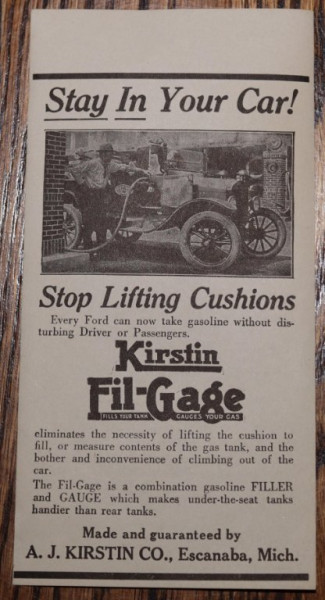 Stay In Your Car!
Stop Lifting Cushions
Every Ford can now take gasoline without dis-
turbing Driver or Passengers.
Kirstin
Fil-Gage
FILLS YOUR TANK GAUGES YOUR GAS
eliminates the necessity of lifting the cushion to
fill, or measure contents of the gas tank, and the
bother and inconvenience of climbing out of the
car.
The Fil-Gage is a combination gasoline FILLER
and GAUGE which makes under-the-seat tanks
handier than rear tanks.
Made and guaranteed by
A. J. KIRSTIN CO., Escanaba, Mich.